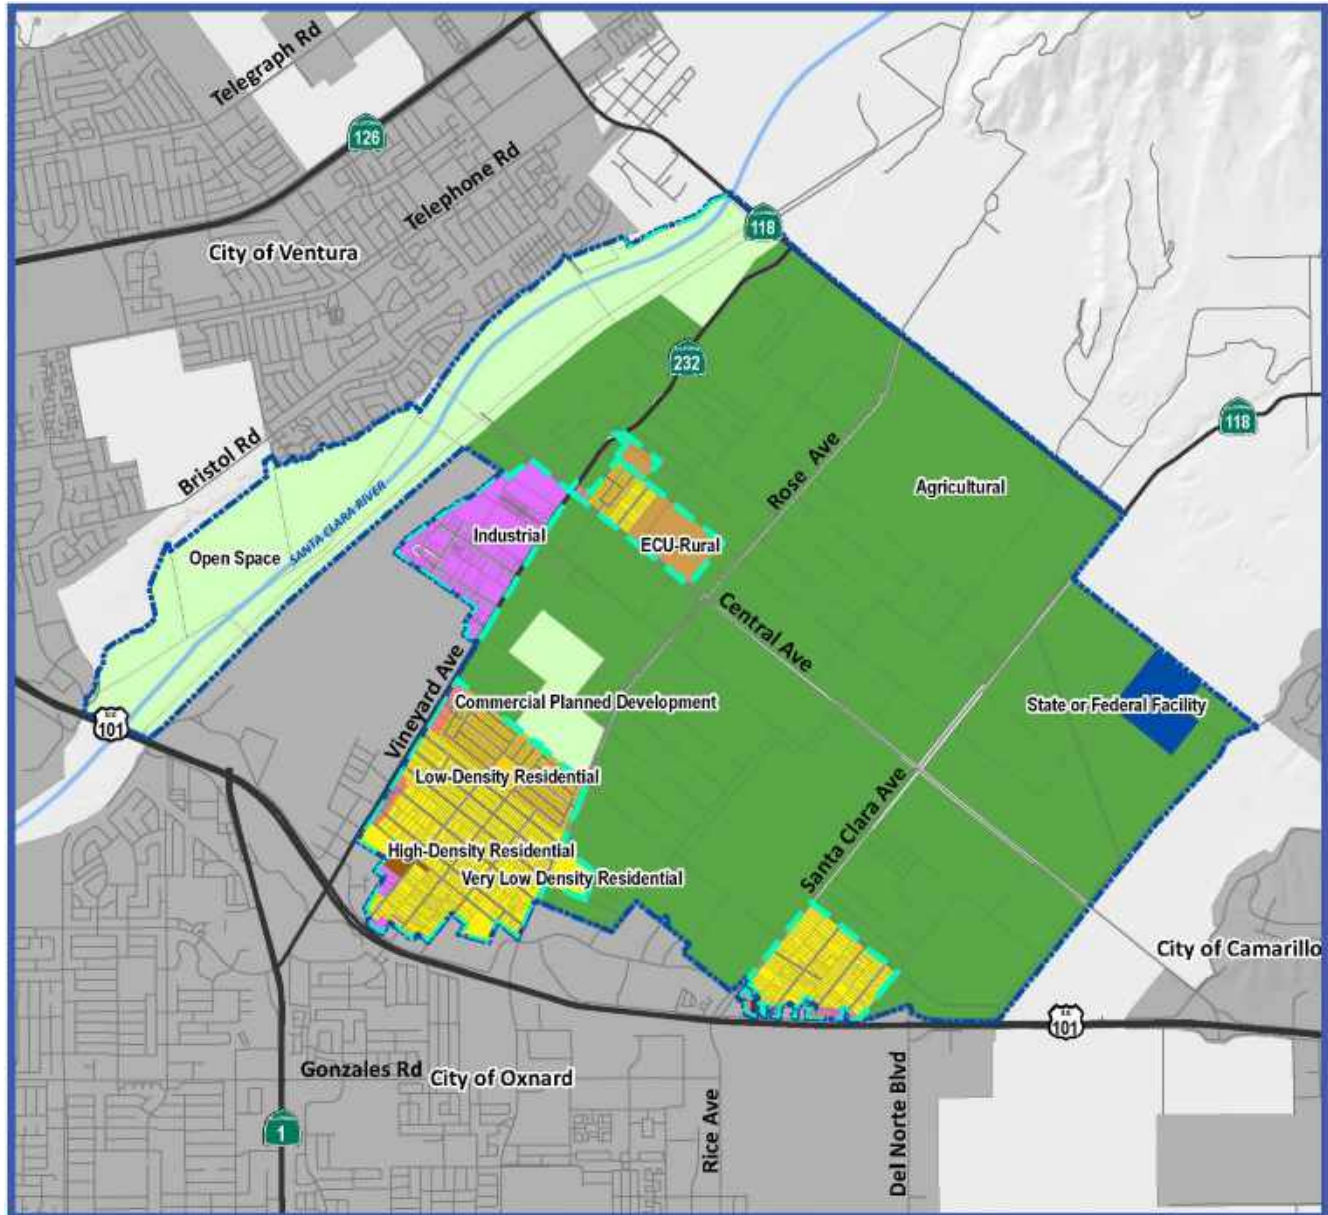 Telegraph Rd
126
Telephone Rd
City of Ventura
118
232
118
Bristol Rd
Rose Ave
Agricultural
SANTA CLARA RIVER
Open Space
Industrial
ECU-Rural
Central Ave
Vineyard Ave
Commercial Planned Development
State or Federal Facility
101
Low-Density Residential
Santa Clara Ave
High-Density Residential
Very Low Density Residential
City of Camarillo
101
Gonzales Rd
City of Oxnard
Rice Ave
Del Norte Blvd
1